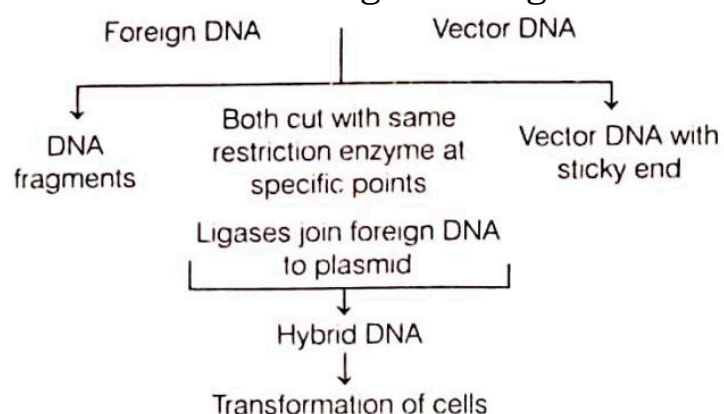 Foreign DNA
Vector DNA
DNA
fragments
Both cut with same
restriction enzyme at
specific points
Vector DNA with
sticky end
Ligases join foreign DNA
to plasmid
Hybrid DNA
Transformation of cells